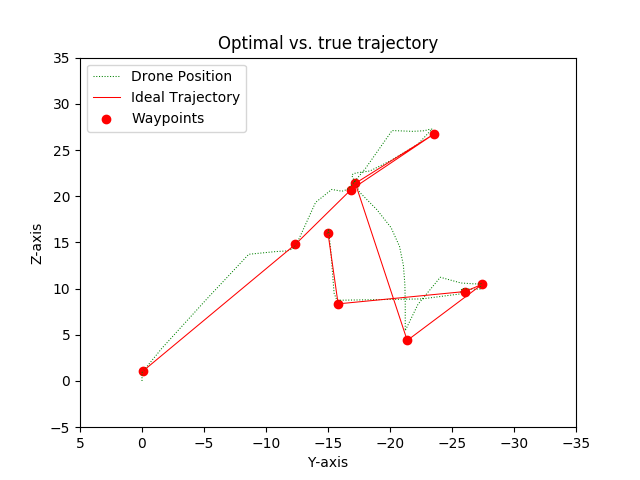 Optimal vs. true trajectory
Drone Position
Ideal Trajectory
Waypoints
35
30
25
20
15
10
5
0
−5
Z-axis
5 0 −5 −10 −15 −20 −25 −30 −35
Y-axis